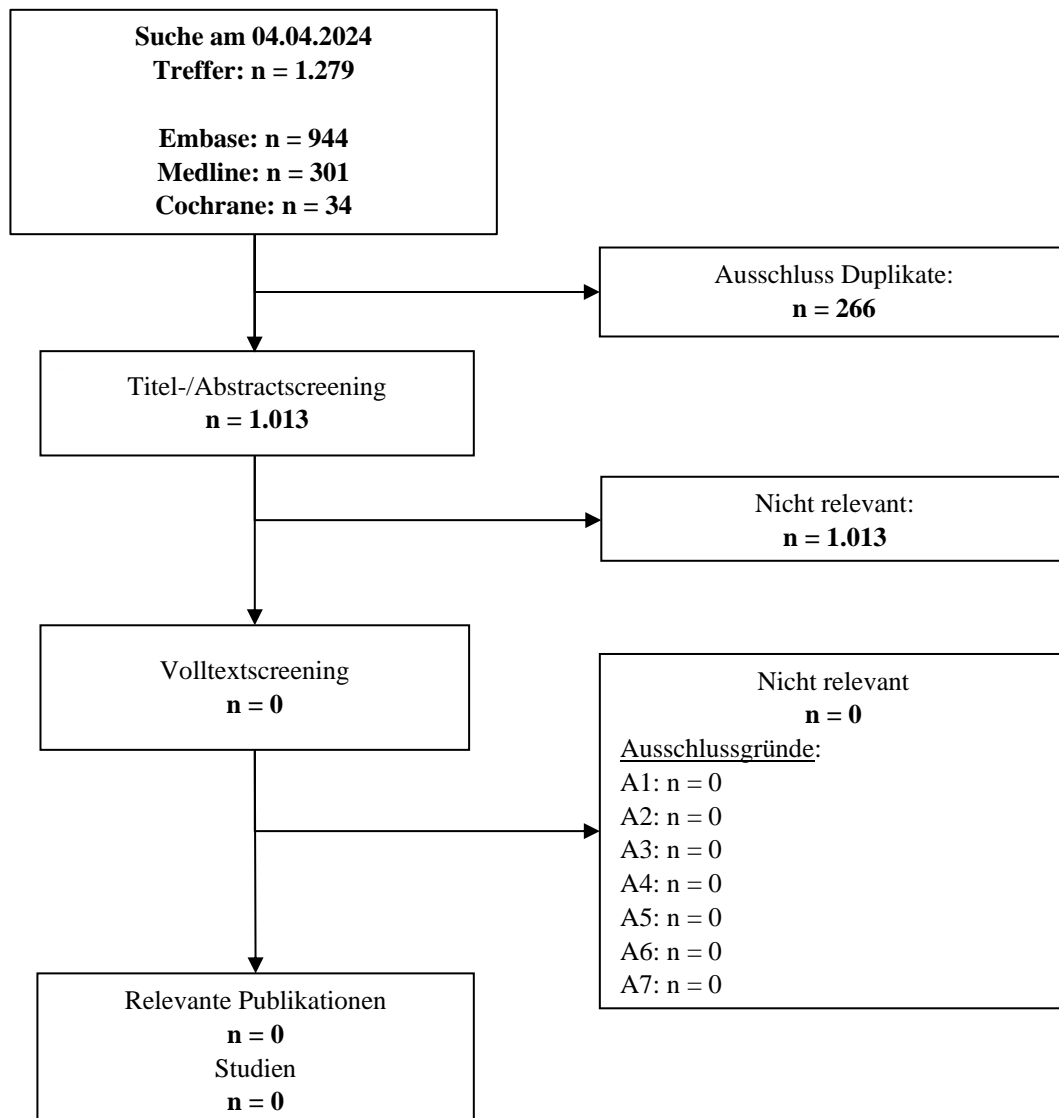 Suche am 04.04.2024
Treffer: n = 1.279
Embase: n = 944
Medline: n = 301
Cochrane: n = 34
Ausschluss Duplikate:
n = 266
Titel-/Abstractscreening
n = 1.013
Nicht relevant:
n = 1.013
Volltextscreening
n = 0
Nicht relevant
n = 0
Ausschlussgründe:
A1: n = 0
A2: n = 0
A3: n = 0
A4: n = 0
A5: n = 0
A6: n = 0
A7: n = 0
Relevante Publikationen
n = 0
Studien
n = 0